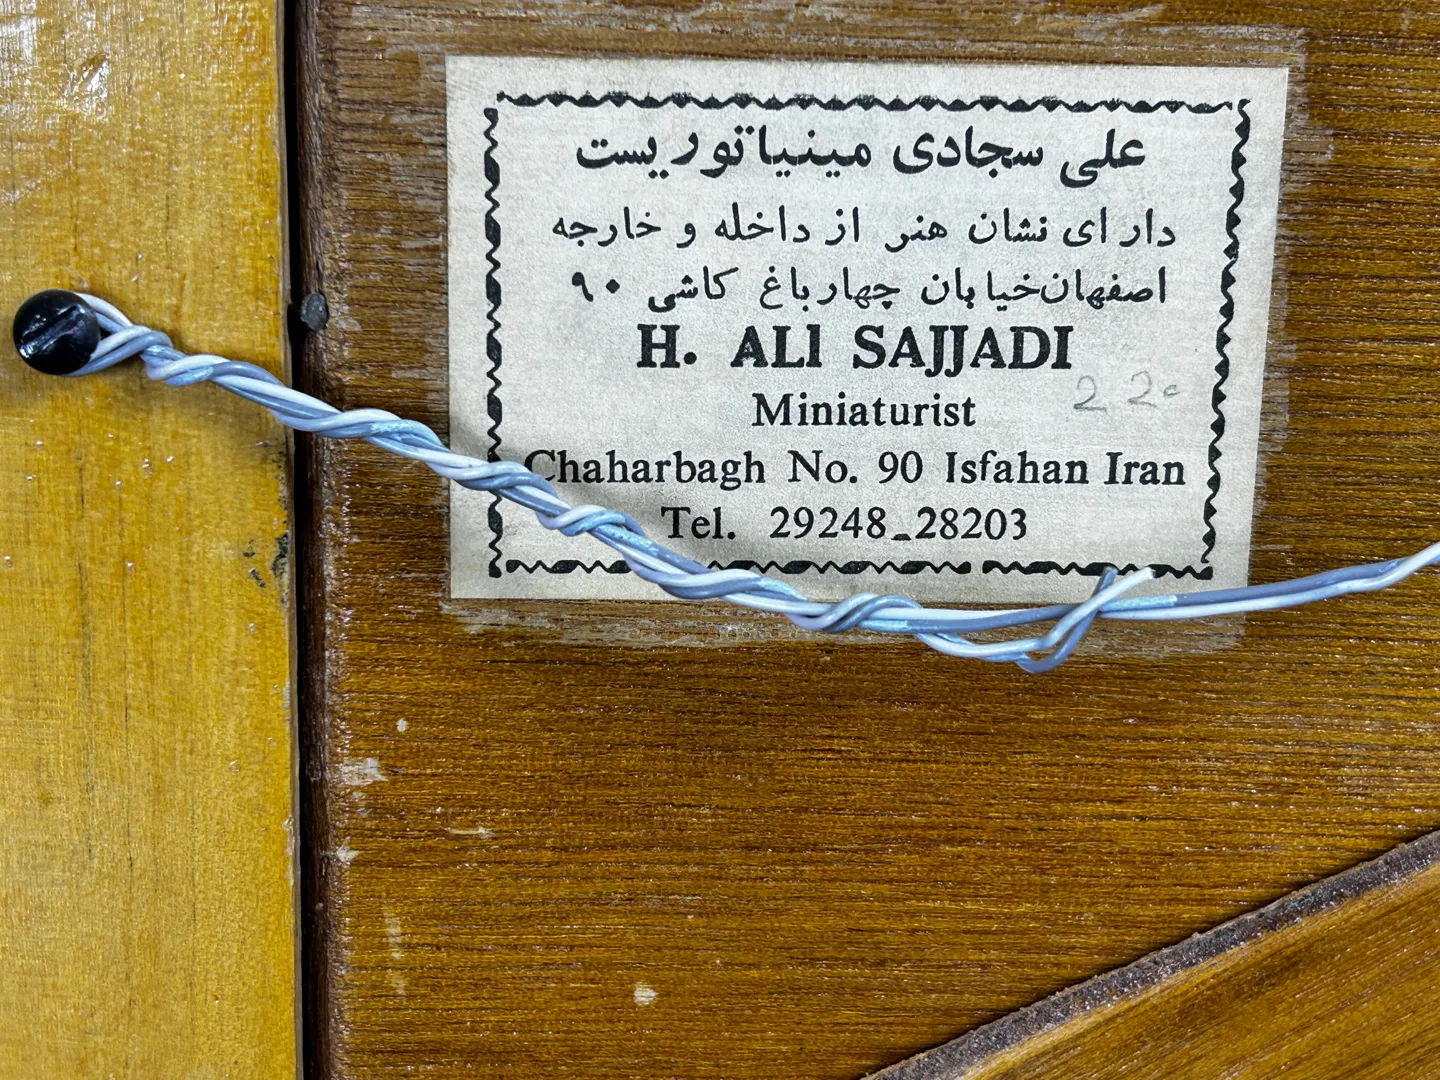 علی سجادی مینیاتوریست
دارای نشان هنر از داخله و خارجه
اصفهان خیابان چهارباغ کاشی ۹۰
H. ALI SAJJADI
22c
Miniaturist
Chaharbagh No. 90 Isfahan Iran
Tel. 29248_28203